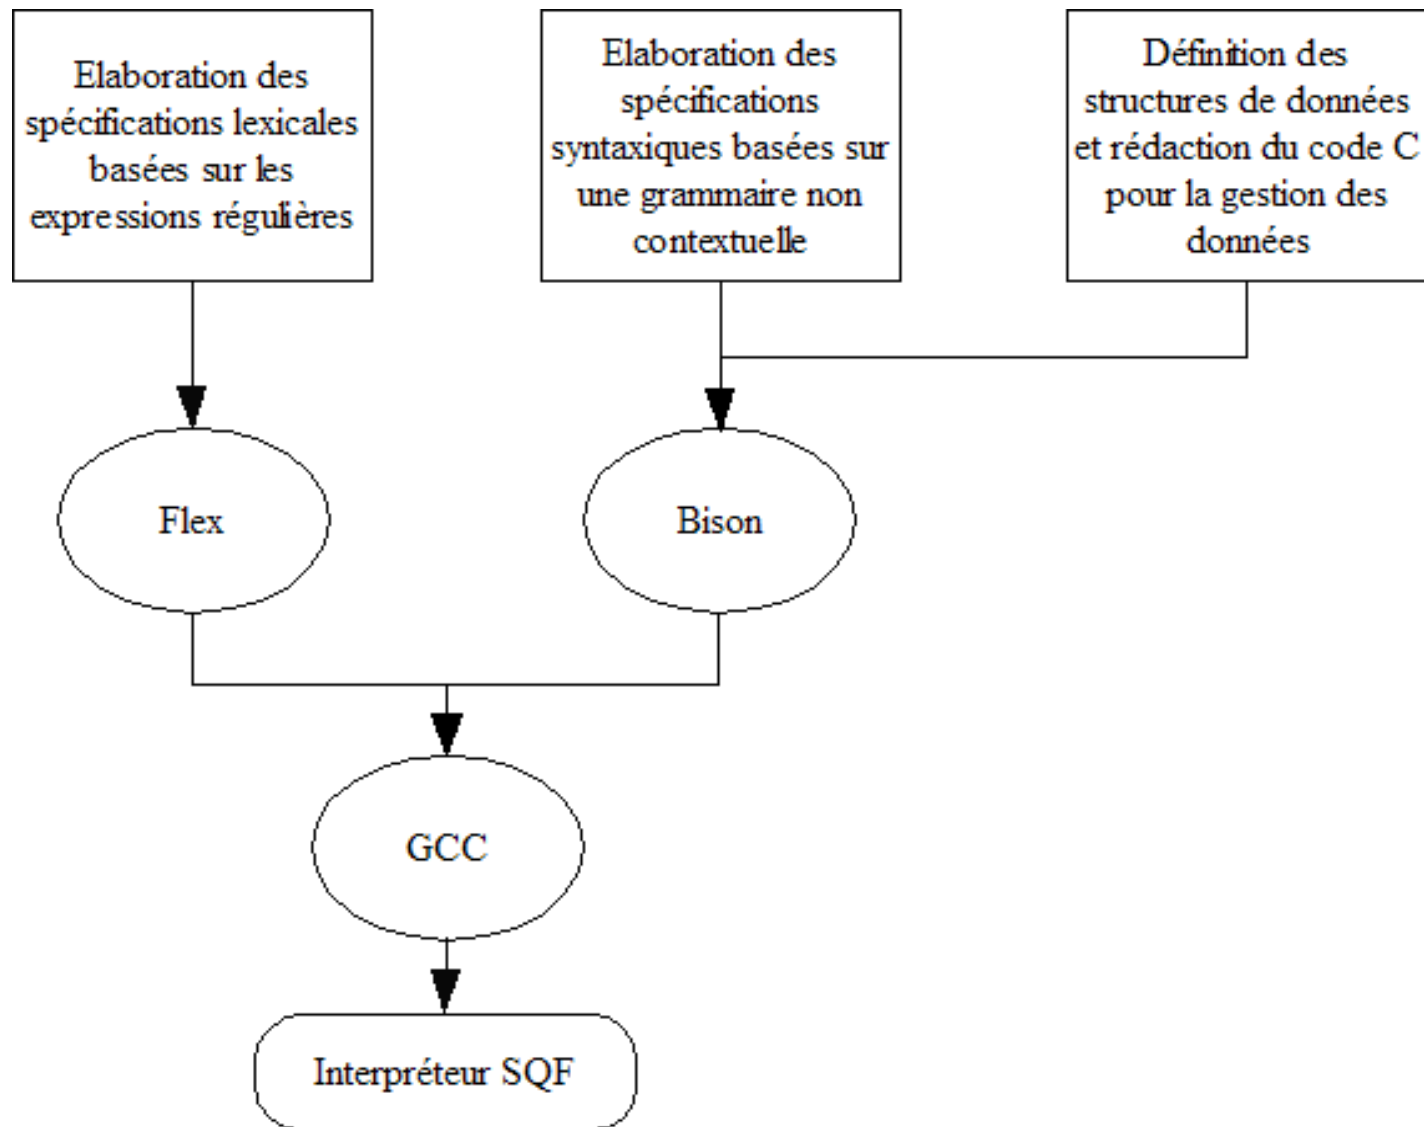 Elaboration des
spécifications lexicales
basées sur les
expressions régulières
Elaboration des
spécifications
syntaxiques basées sur
une grammaire non
contextuelle
Définition des
structures de données
et rédaction du code C
pour la gestion des
données
Flex
Bison
GCC
Interpréteur SQF